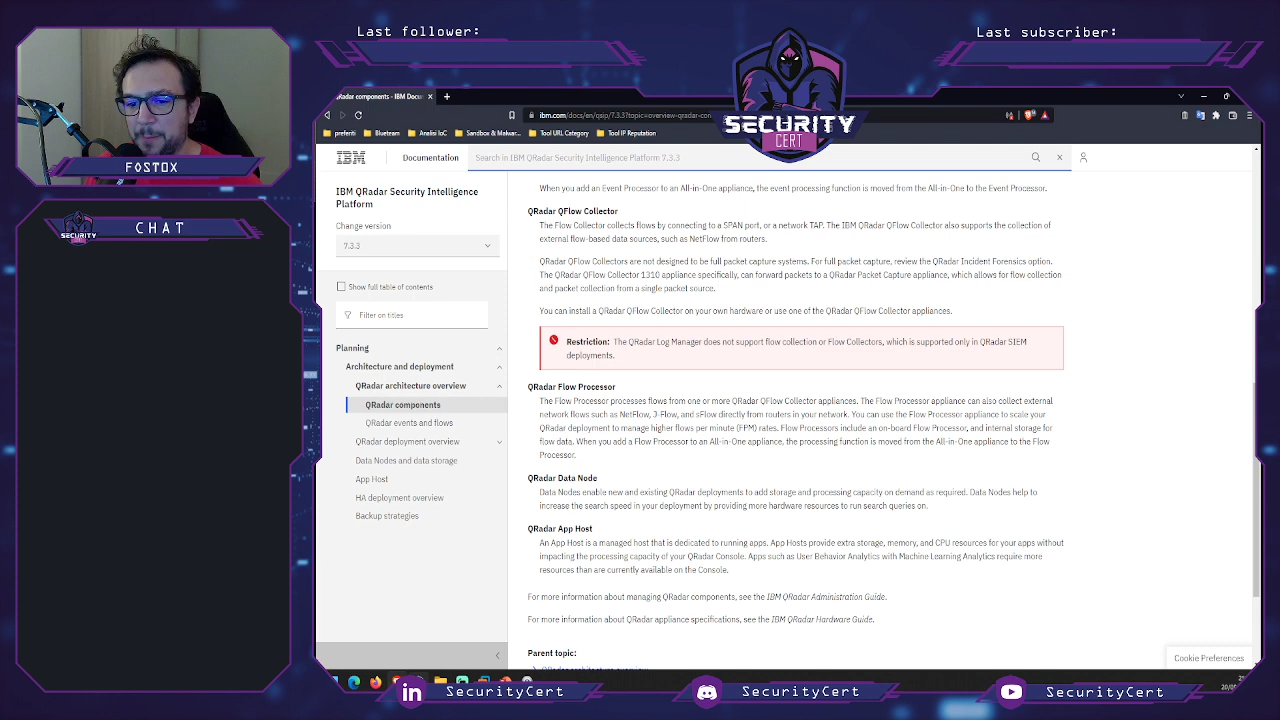 Last follower:
Last subscriber:
SECURITY
CERT
FOSTOX
SECURITY
CHAT
QRadar components - IBM Docu
ibm.com/docs/en/qsip/7.3.3?topic=overview-qradar-con
preferiti
Blueteam
Analisi IoC
Sandbox & Malwar...
Tool URL Category
Tool IP Reputation
IBM
Documentation
Search in IBM QRadar Security Intelligence Platform 7.3.3
IBM QRadar Security Intelligence
Platform
Change version
7.3.3
Show full table of contents
Filter on titles
Planning
Architecture and deployment
QRadar architecture overview
QRadar components
QRadar events and flows
QRadar deployment overview
Data Nodes and data storage
App Host
HA deployment overview
Backup strategies
When you add an Event Processor to an All-in-One appliance, the event processing function is moved from the All-in-One to the Event Processor.
QRadar QFlow Collector
The Flow Collector collects flows by connecting to a SPAN port, or a network TAP. The IBM QRadar QFlow Collector also supports the collection of
external flow-based data sources, such as NetFlow from routers.
QRadar QFlow Collectors are not designed to be full packet capture systems. For full packet capture, review the QRadar Incident Forensics option.
The QRadar QFlow Collector 1310 appliance specifically, can forward packets to a QRadar Packet Capture appliance, which allows for flow collection
and packet collection from a single packet source.
You can install a QRadar QFlow Collector on your own hardware or use one of the QRadar QFlow Collector appliances.
Restriction: The QRadar Log Manager does not support flow collection or Flow Collectors, which is supported only in QRadar SIEM
deployments.
QRadar Flow Processor
The Flow Processor processes flows from one or more QRadar QFlow Collector appliances. The Flow Processor appliance can also collect external
network flows such as NetFlow, J-Flow, and sFlow directly from routers in your network. You can use the Flow Processor appliance to scale your
QRadar deployment to manage higher flows per minute (FPM) rates. Flow Processors include an on-board Flow Processor, and internal storage for
flow data. When you add a Flow Processor to an All-in-One appliance, the processing function is moved from the All-in-One appliance to the Flow
Processor.
QRadar Data Node
Data Nodes enable new and existing QRadar deployments to add storage and processing capacity on demand as required. Data Nodes help to
increase the search speed in your deployment by providing more hardware resources to run search queries on.
QRadar App Host
An App Host is a managed host that is dedicated to running apps. App Hosts provide extra storage, memory, and CPU resources for your apps without
impacting the processing capacity of your QRadar Console. Apps such as User Behavior Analytics with Machine Learning Analytics require more
resources than are currently available on the Console.
For more information about managing QRadar components, see the IBM QRadar Administration Guide.
For more information about QRadar appliance specifications, see the IBM QRadar Hardware Guide.
Parent topic:
Cookie Preferences
SecurityCert
SecurityCert
SecurityCert